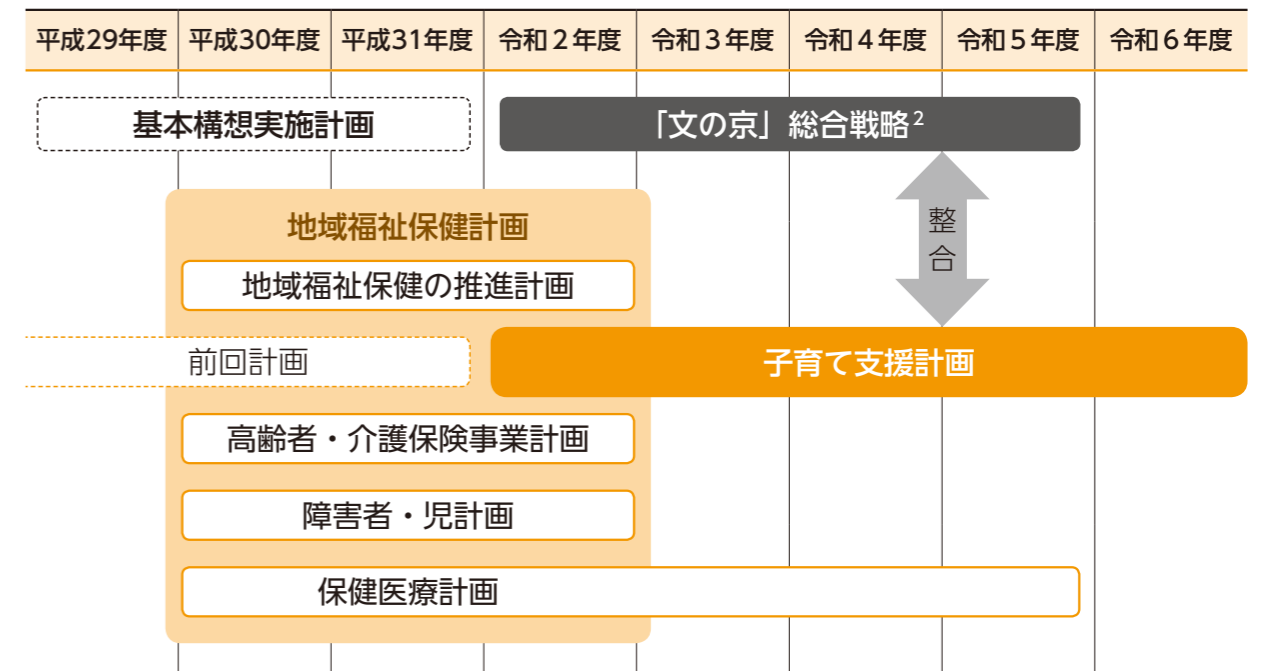 平成29年度 平成30年度 平成31年度 令和2年度 令和3年度 令和4年度 令和5年度 令和6年度
基本構想実施計画 「文の京」総合戦略2
整合
地域福祉保健計画
地域福祉保健の推進計画
前回計画 子育て支援計画
高齢者・介護保険事業計画
障害者・児計画
保健医療計画